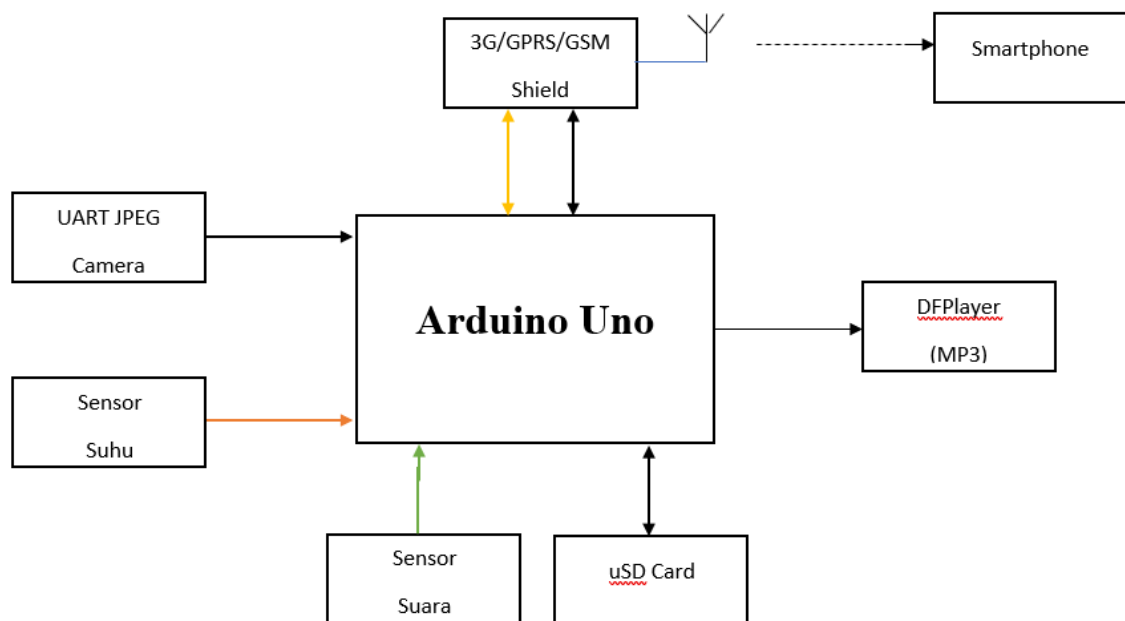 3G/GPRS/GSM
Shield
Smartphone
UART JPEG
Camera
Arduino Uno
DFPlayer
(MP3)
Sensor
Suhu
Sensor
Suara
uSD Card